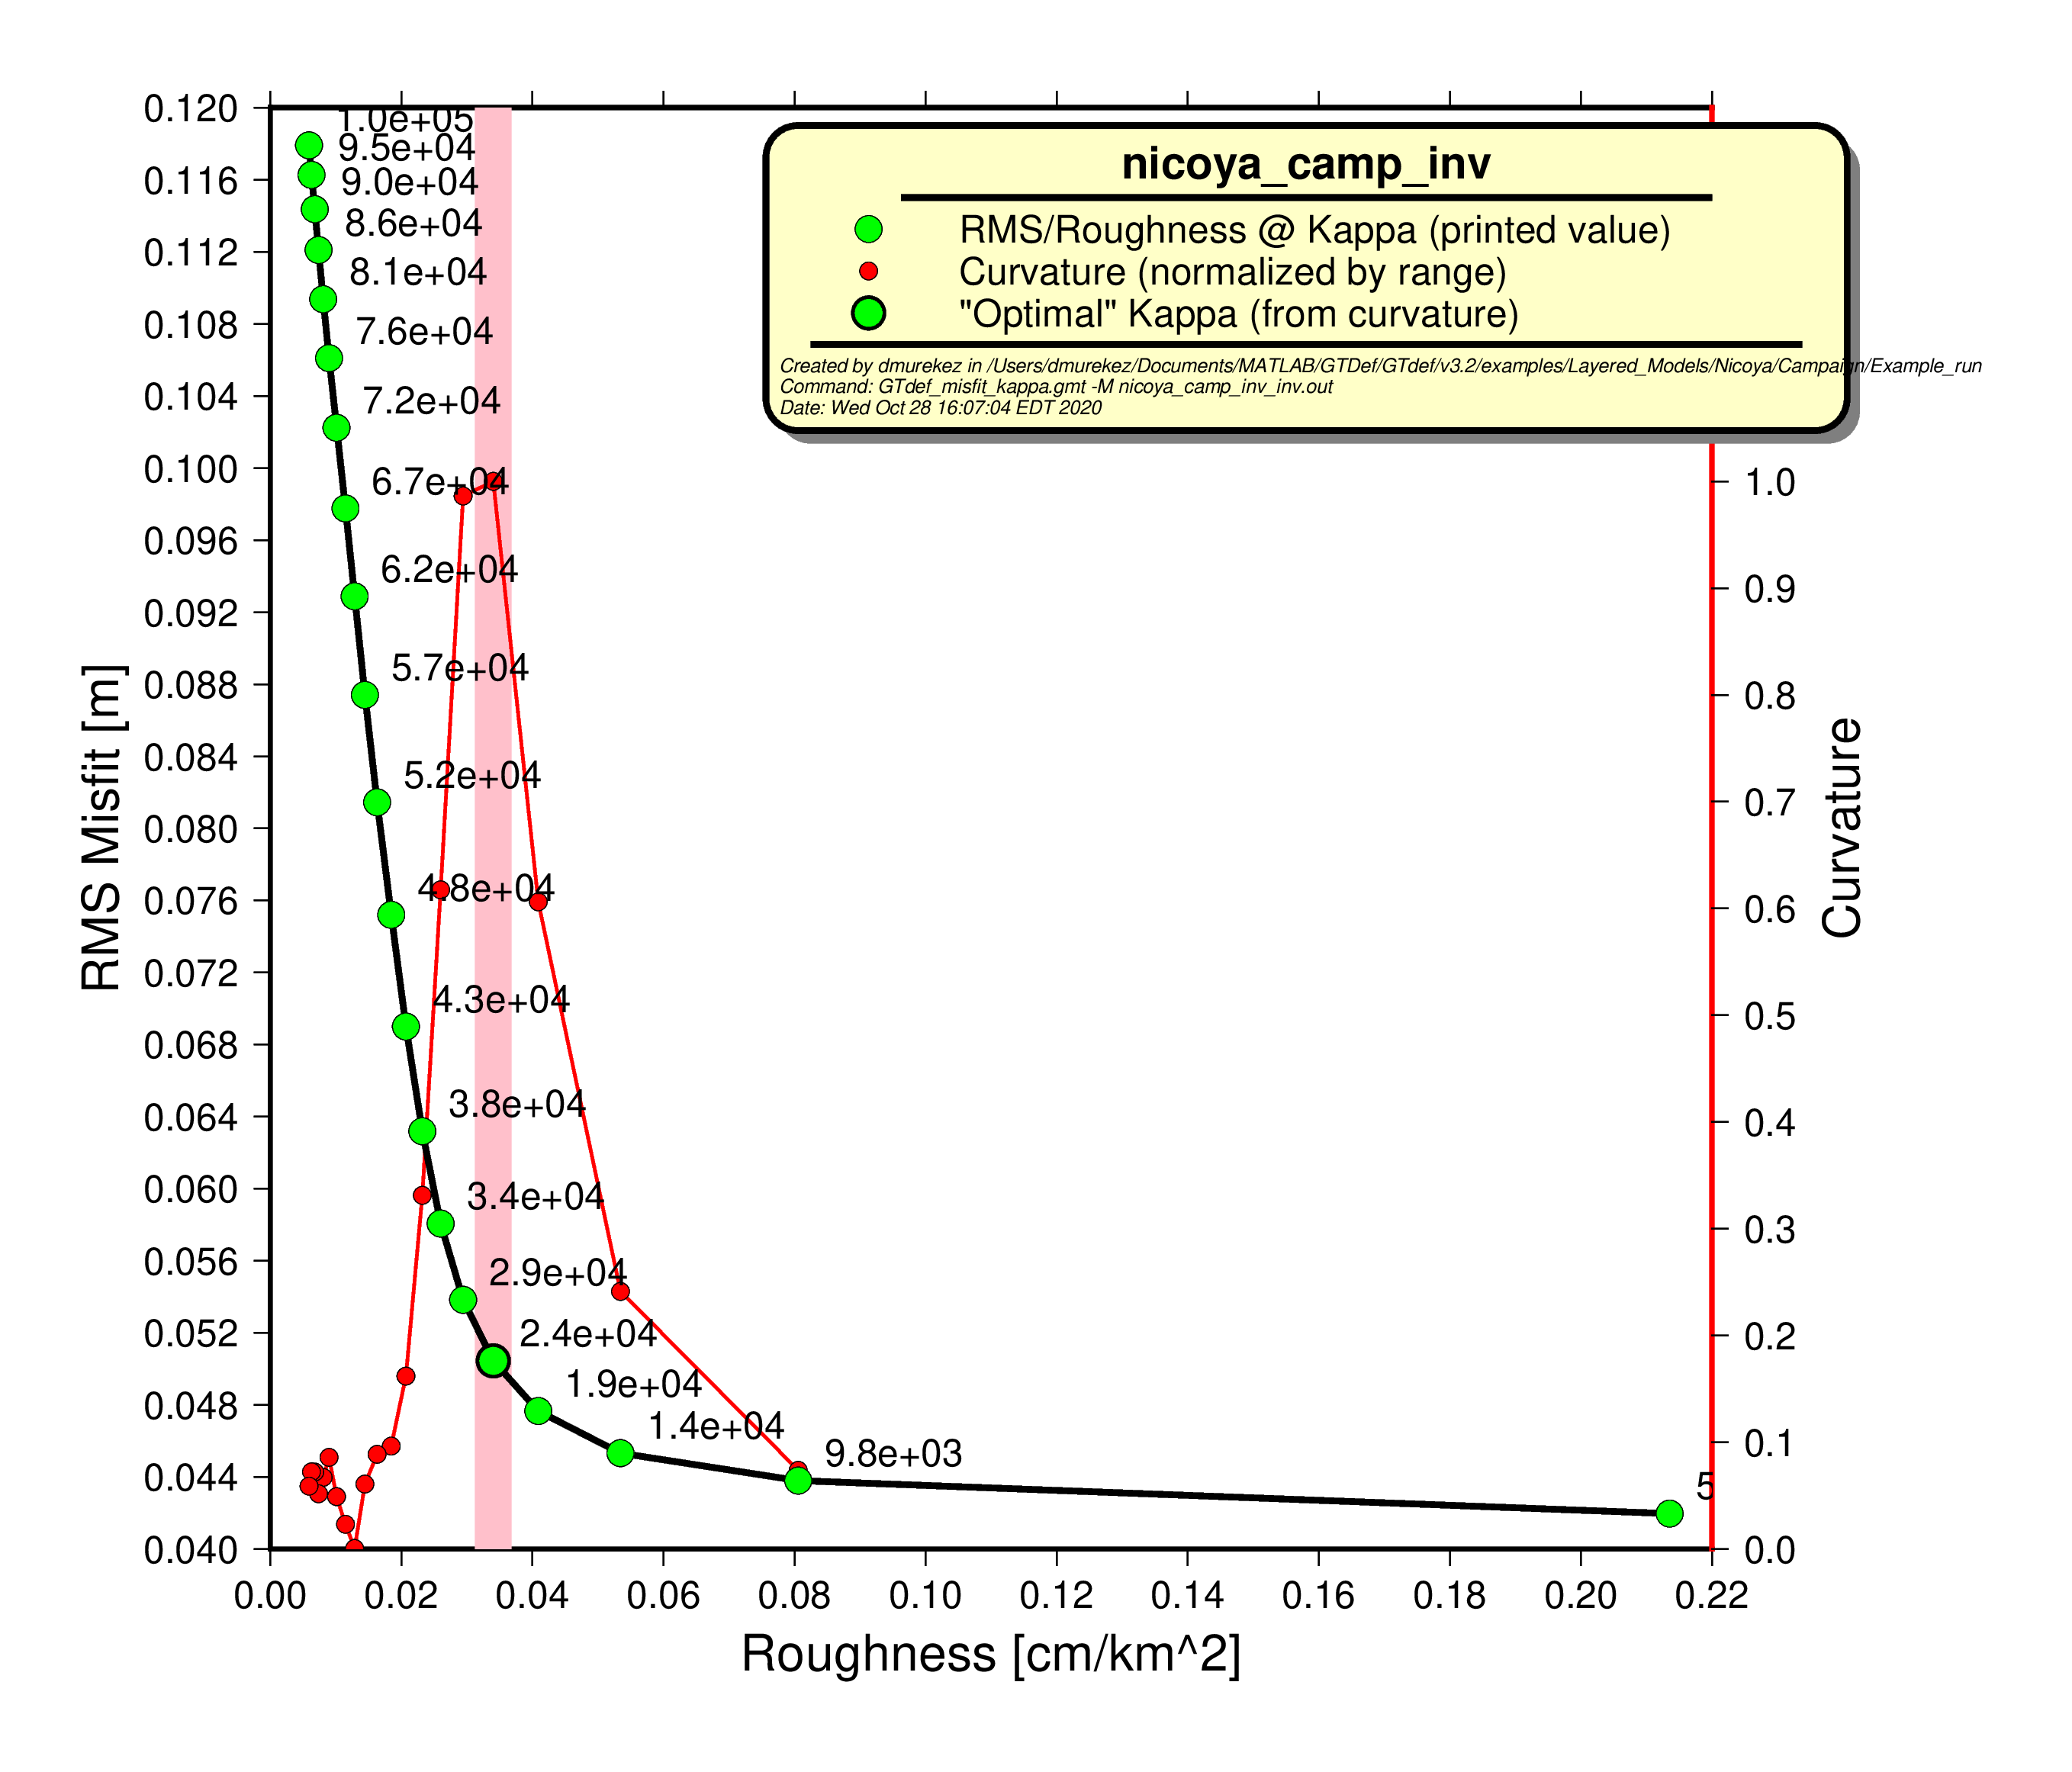 nicoya_camp_inv
RMS/Roughness @ Kappa (printed value)
Curvature (normalized by range)
"Optimal" Kappa (from curvature)
Created by dmurekez in /Users/dmurekez/Documents/MATLAB/GTDef/GTdef/v3.2/examples/Layered_Models/Nicoya/Campaign/Example_run
Command: GTdef_misfit_kappa.gmt -M nicoya_camp_inv_inv.out
Date: Wed Oct 28 16:07:04 EDT 2020
RMS Misfit [m]
0.120
0.116
0.112
0.108
0.104
0.100
0.096
0.092
0.088
0.084
0.080
0.076
0.072
0.068
0.064
0.060
0.056
0.052
0.048
0.044
0.040
1.0e+05
9.5e+04
9.0e+04
8.6e+04
8.1e+04
7.6e+04
7.2e+04
6.7e+04
6.2e+04
5.7e+04
5.2e+04
4.8e+04
4.3e+04
3.8e+04
3.4e+04
2.9e+04
2.4e+04
1.9e+04
1.4e+04
9.8e+03
5
1.0
0.9
0.8
0.7
0.6
0.5
0.4
0.3
0.2
0.1
0.0
Curvature
0.00 0.02 0.04 0.06 0.08 0.10 0.12 0.14 0.16 0.18 0.20 0.22
Roughness [cm/km^2]